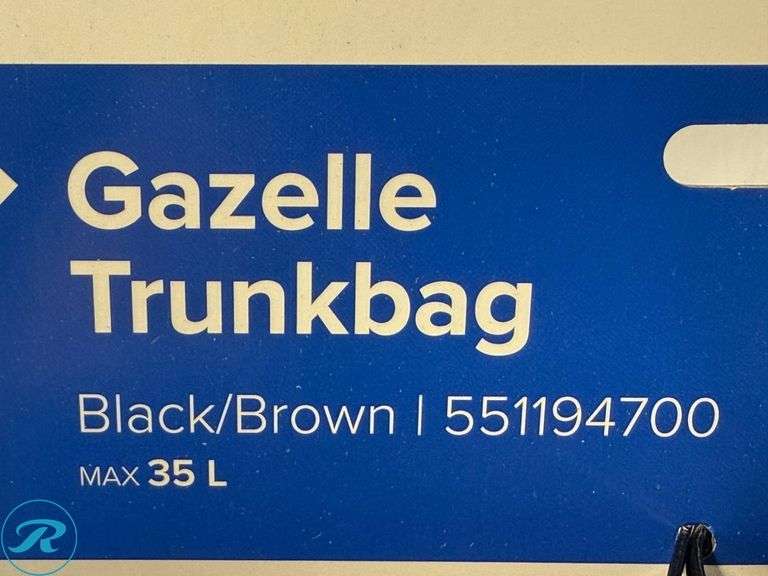 Gazelle
Trunkbag
Black/Brown | 551194700
MAX 35 L
R